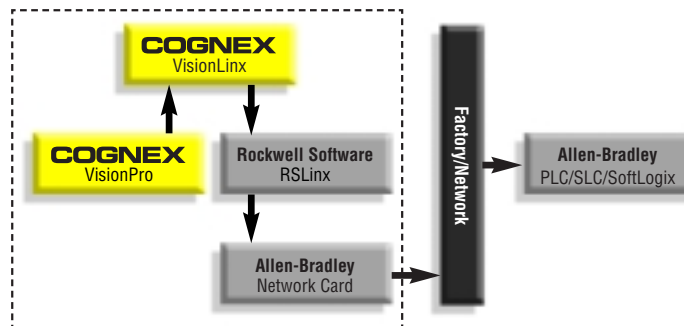 COGNEX
VisionLinx
COGNEX
VisionPro
Rockwell Software
RSLinx
Allen-Bradley
Network Card
Factory/Network
Allen-Bradley
PLC/SLC/SoftLogix